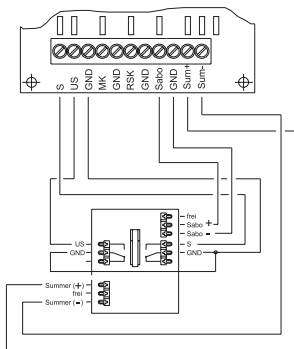 S
US
GND
MK
GND
RSK
GND
Sabo
GND
Sum+
Sum-
frei
Sabo +
Sabo -
US
S
GND
GND
Summer (+)
frei
Summer (-)